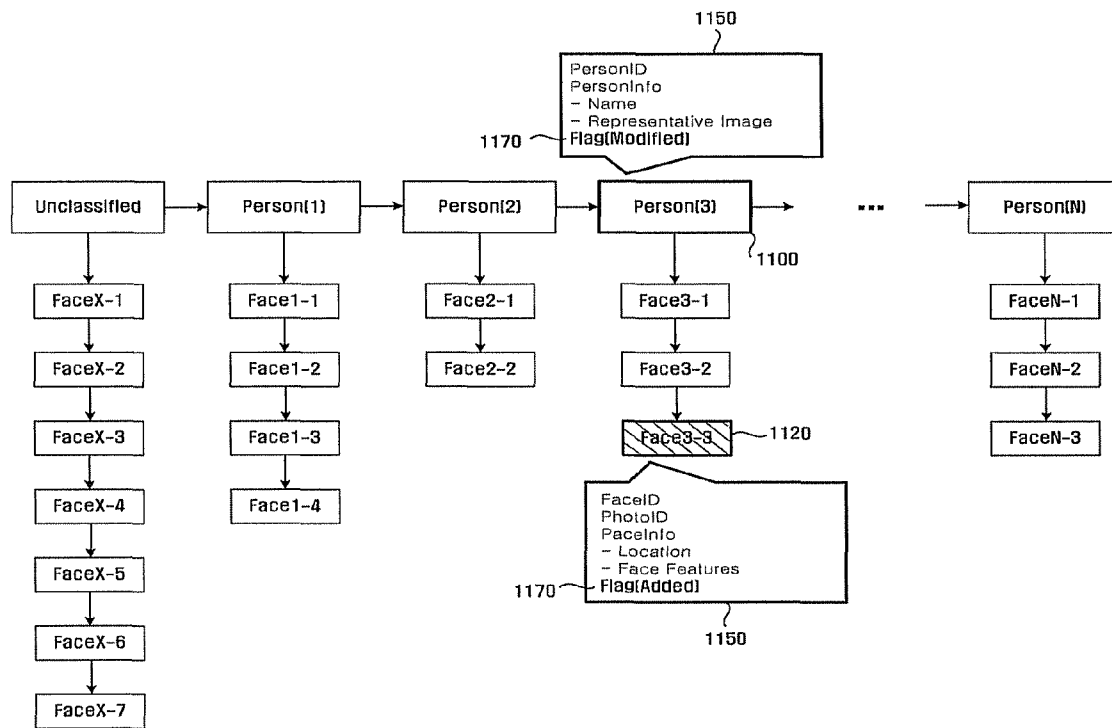 1150
PersonID
PersonInfo
- Name
- Representative Image
1170
Flag(Modified)
Unclassified
Person(1)
Person(2)
Person(3)
...
Person(N)
1100
FaceX-1
Face1-1
Face2-1
Face3-1
FaceN-1
FaceX-2
Face1-2
Face2-2
Face3-2
FaceN-2
FaceX-3
Face1-3
Face3-3
1120
FaceN-3
FaceX-4
Face1-4
FaceID
PhotoID
PaceInfo
- Location
- Face Features
1170
Flag(Added)
1150
FaceX-5
FaceX-6
FaceX-7